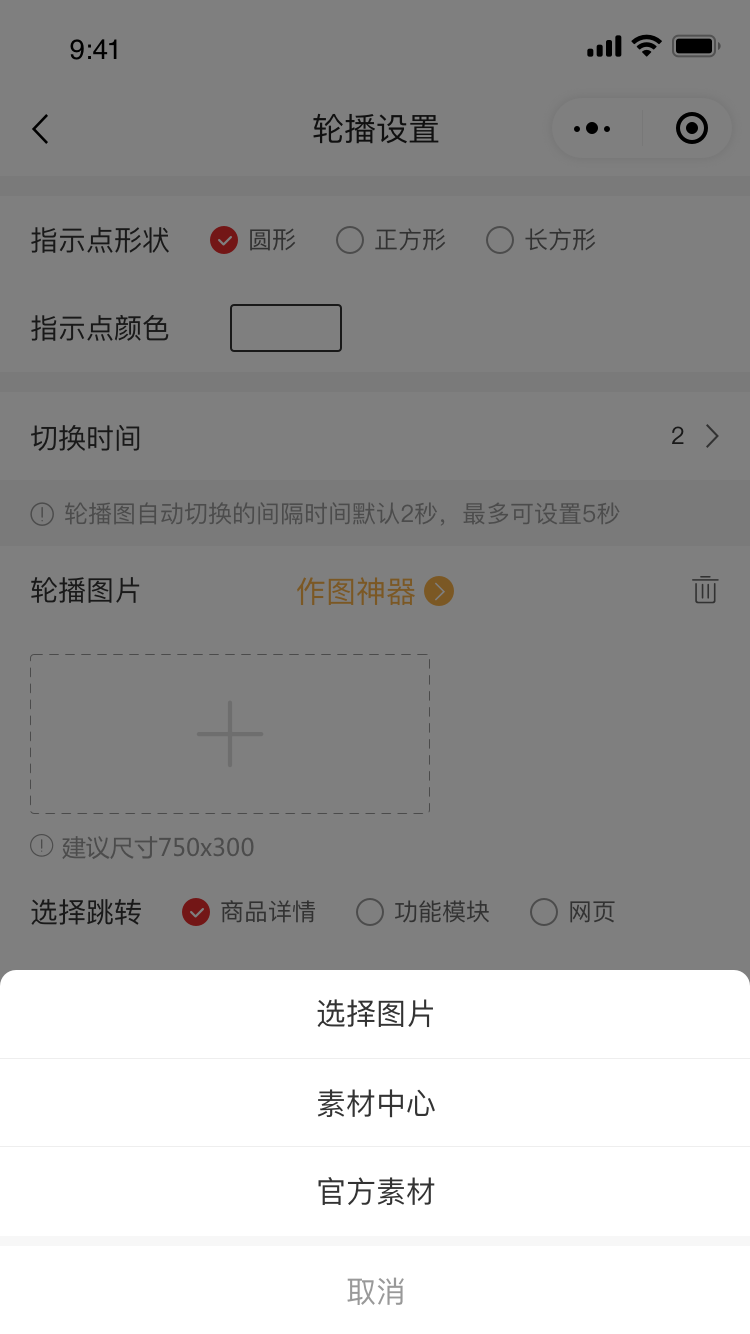 9:41
轮播设置
指示点形状 圆形 正方形 长方形
指示点颜色
切换时间 2
轮播图自动切换的间隔时间默认2秒，最多可设置5秒
轮播图片 作图神器
建议尺寸750x300
选择跳转 商品详情 功能模块 网页
选择图片
素材中心
官方素材
取消